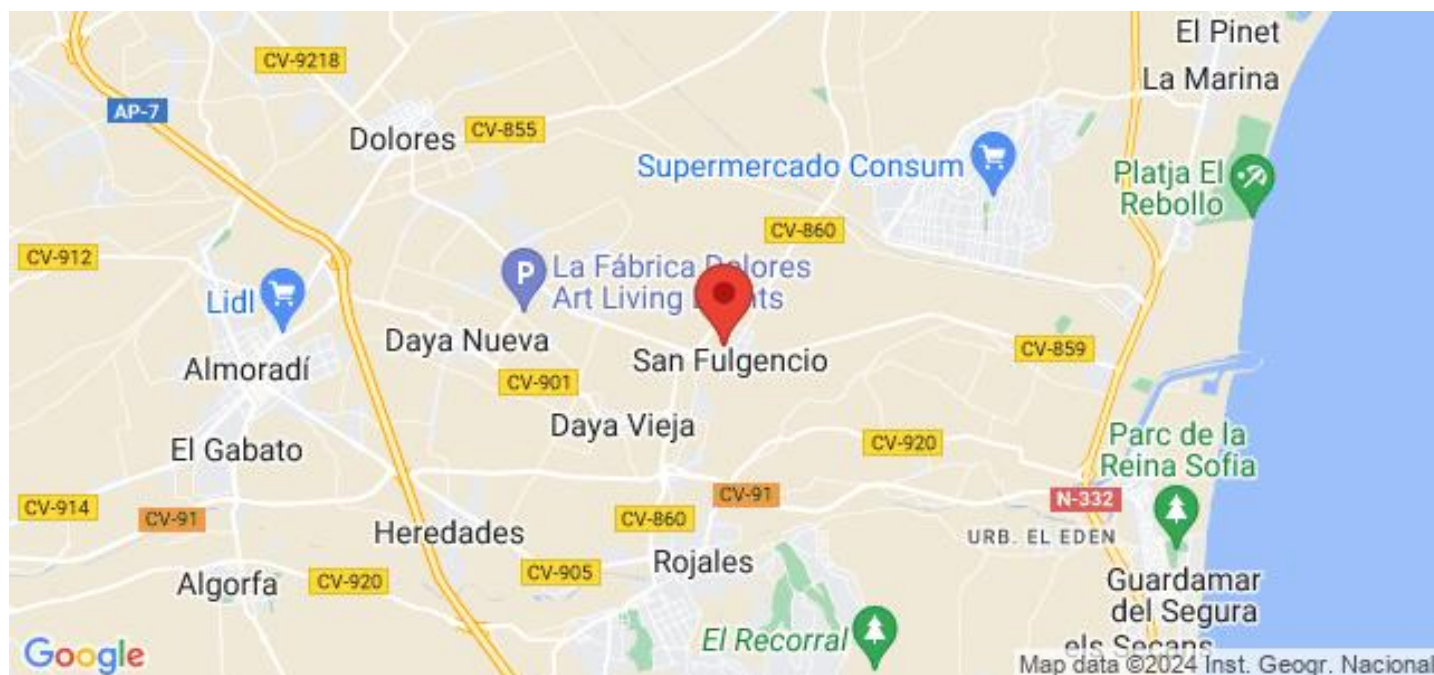 El Pinet
CV-9218
La Marina
AP-7
CV-855
Dolores
Supermercado Consum
Platja El
Rebollo
CV-860
CV-912
La Fábrica Dolores
Art Living
Lidl
Daya Nueva
San Fulgencio
CV-859
Almoradí
CV-901
Daya Vieja
Parc de la
Reina Sofia
El Gabato
CV-920
CV-91
N-332
CV-914
CV-91
CV-860
Heredades
URB. EL EDEN
Rojales
CV-905
CV-920
Algorfa
Guardamar
del Segura
El Recorral
els Secans
Google
Map data ©2024 Inst. Geogr. Nacional
P